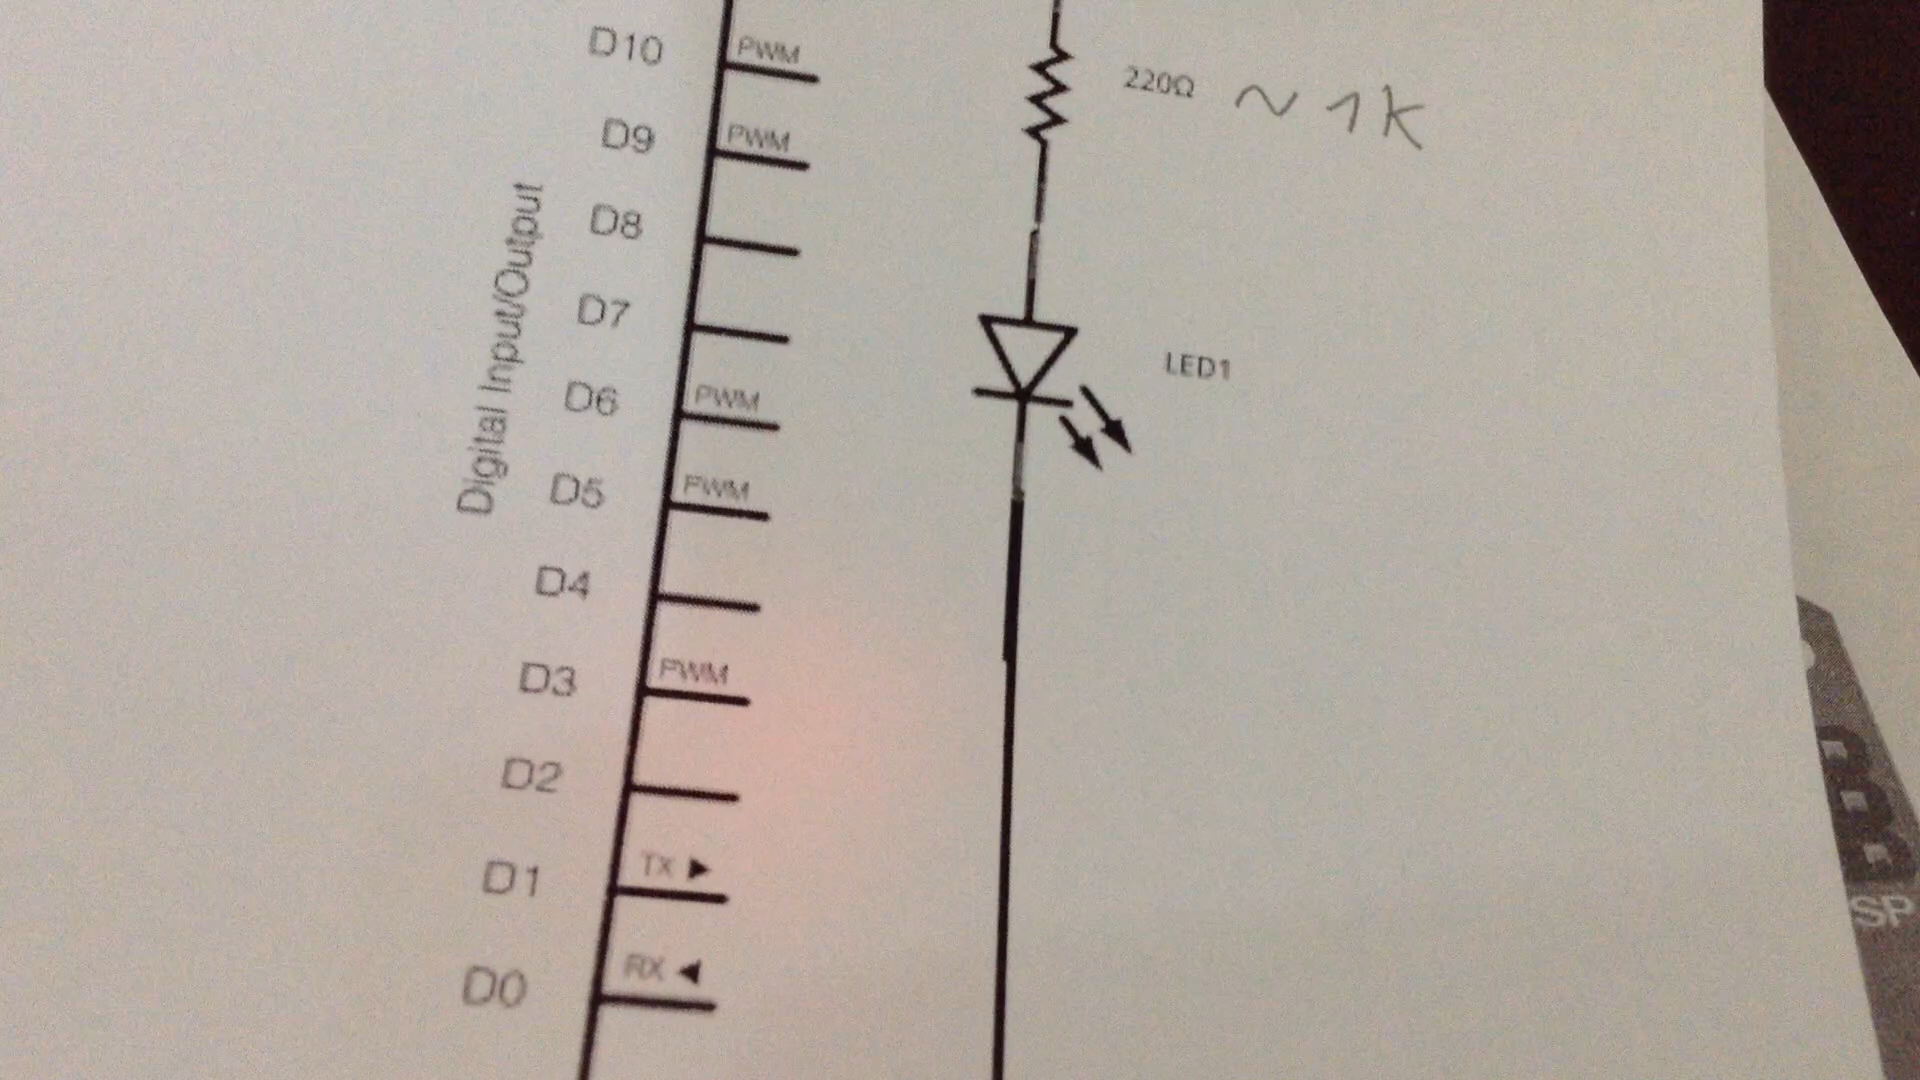 D10 PWM
220Ω ~ 1K
D9 PWM
D8
Digital Input/Output
D7
LED1
D6 PWM
D5 PWM
D4
D3 PWM
D2
D1 TX ▶
D0 RX ◀
SP